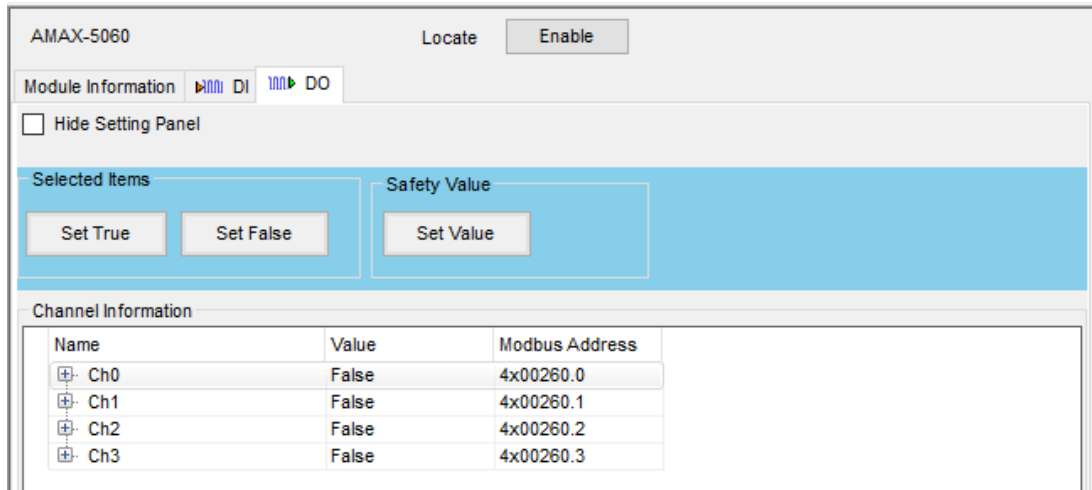 AMAX-5060 Locate Enable
Module Information DI DO
Hide Setting Panel
Selected Items Safety Value
Set True Set False Set Value
Channel Information
Name Value Modbus Address
Ch0 False 4x00260.0
Ch1 False 4x00260.1
Ch2 False 4x00260.2
Ch3 False 4x00260.3